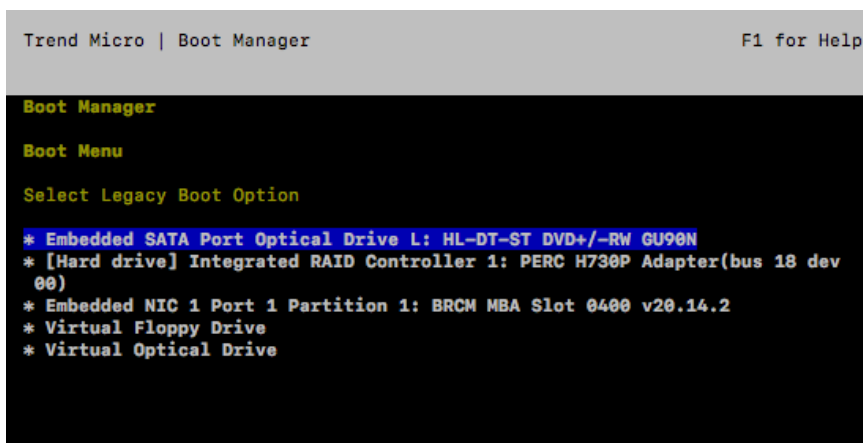 Trend Micro | Boot Manager F1 for Help
Boot Manager
Boot Menu
Select Legacy Boot Option
* Embedded SATA Port Optical Drive L: HL-DT-ST DVD+/-RW GU90N
* [Hard drive] Integrated RAID Controller 1: PERC H730P Adapter(bus 18 dev
00)
* Embedded NIC 1 Port 1 Partition 1: BRCM MBA Slot 0400 v20.14.2
* Virtual Floppy Drive
* Virtual Optical Drive